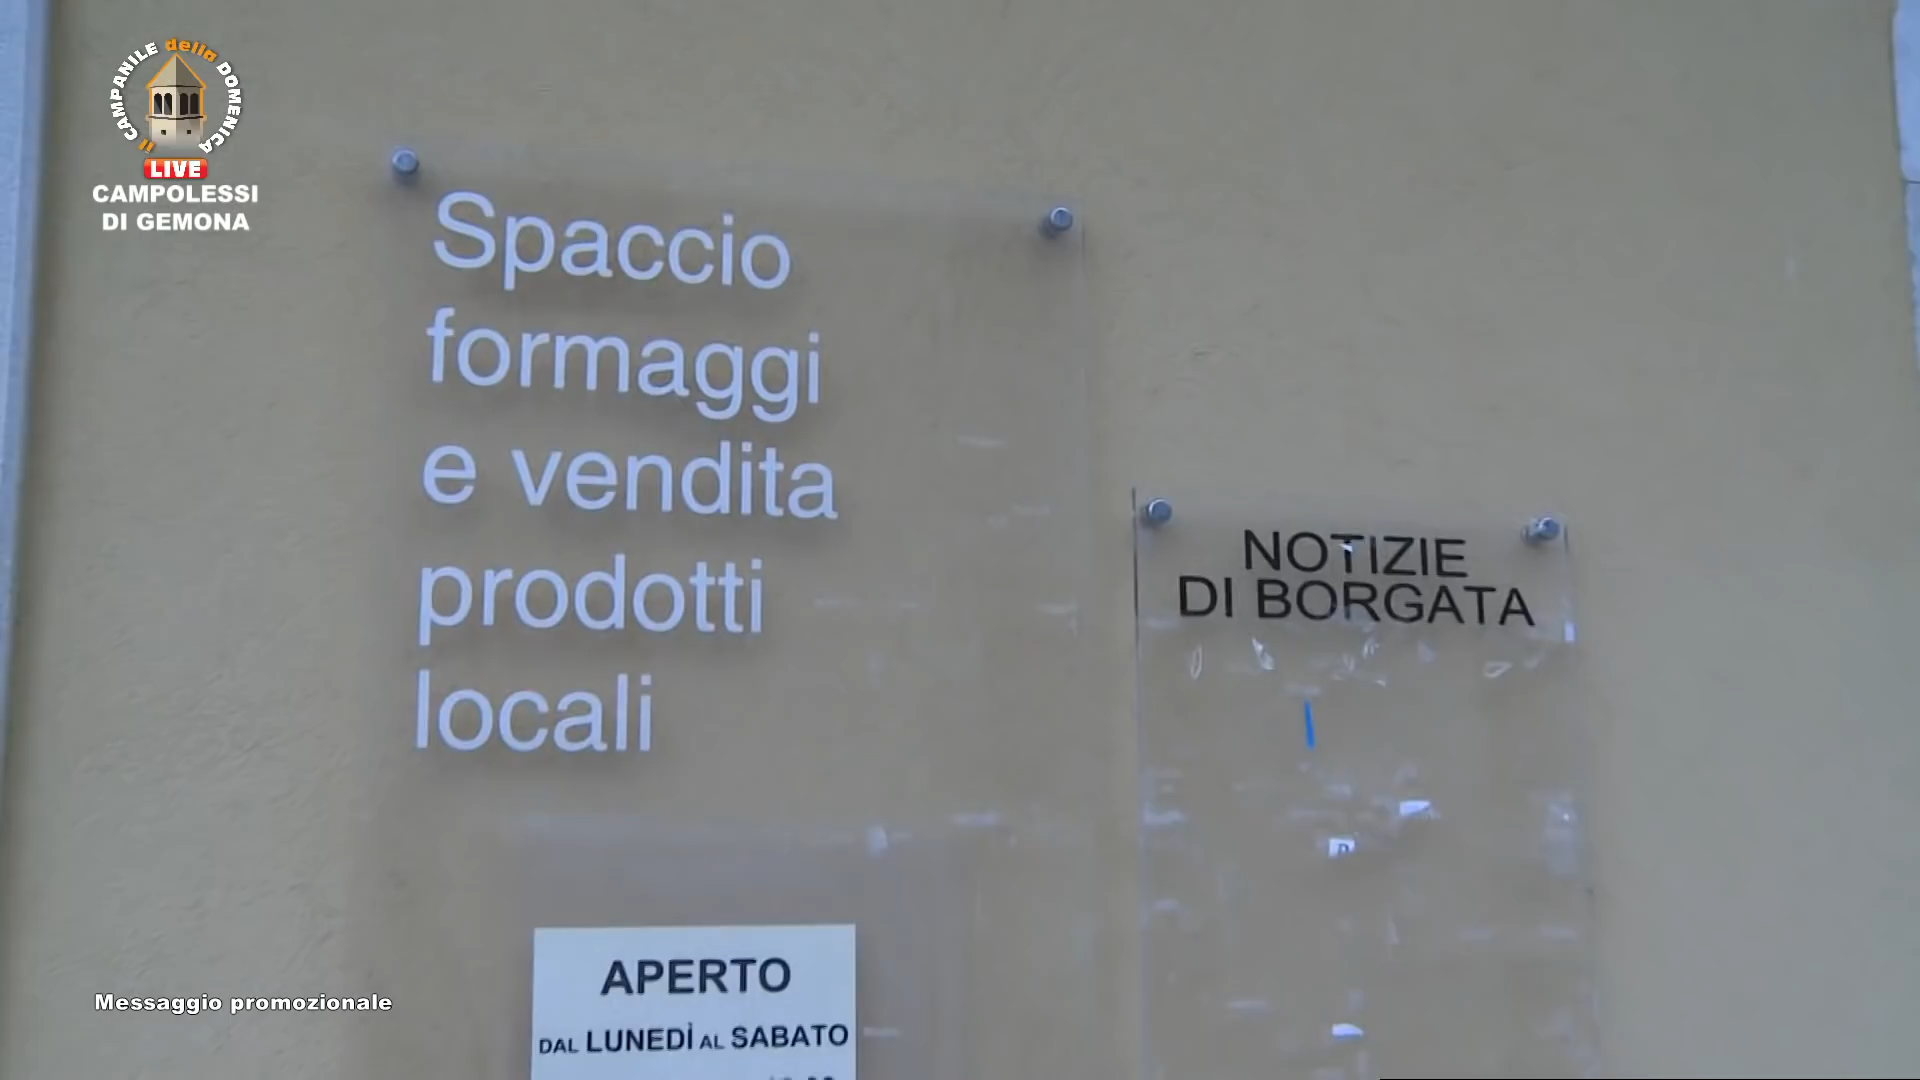 il CAMPANILE della DOMENICA
LIVE
CAMPOLESSI
DI GEMONA
Spaccio
formaggi
e vendita
prodotti
locali
NOTIZIE
DI BORGATA
APERTO
DAL LUNEDÌ AL SABATO
Messaggio promozionale